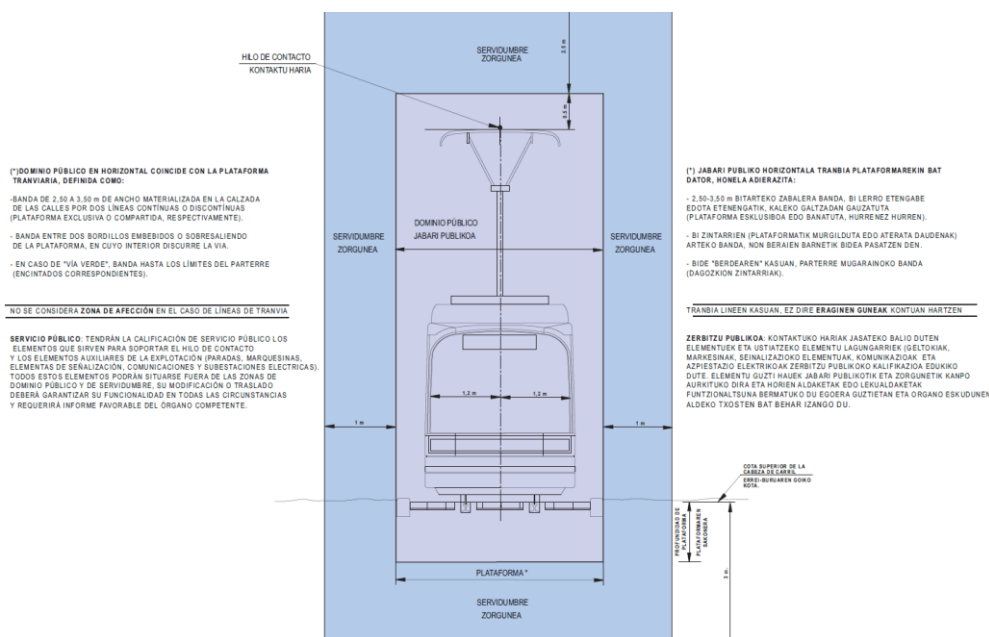 SERVIDUMBRE
ZORGUNEA
2.5 m
HILO DE CONTACTO
KONTAKTU HARIA
0.5 m
(*)DOMINIO PÚBLICO EN HORIZONTAL COINCIDE CON LA PLATAFORMA
TRANVIARIA, DEFINIDA COMO:
-BANDA DE 2,50 A 3,50 m DE ANCHO MATERIALIZADA EN LA CALZADA
DE LAS CALLES POR DOS LÍNEAS CONTÍNUAS O DISCONTÍNUAS
(PLATAFORMA EXCLUSIVA O COMPARTIDA, RESPECTIVAMENTE).
- BANDA ENTRE DOS BORDILLOS EMBEBIDOS O SOBRESALIENDO
DE LA PLATAFORMA, EN CUYO INTERIOR DISCURRE LA VIA.
- EN CASO DE "VÍA VERDE", BANDA HASTA LOS LÍMITES DEL PARTERRE
(ENCINTADOS CORRESPONDIENTES).
NO SE CONSIDERA ZONA DE AFECCIÓN EN EL CASO DE LÍNEAS DE TRANVIA
SERVICIO PÚBLICO: TENDRÁN LA CALIFICACIÓN DE SERVICIO PÚBLICO LOS
ELEMENTOS QUE SIRVEN PARA SOPORTAR EL HILO DE CONTACTO
Y LOS ELEMENTOS AUXILIARES DE LA EXPLOTACIÓN (PARADAS, MARQUESINAS,
ELEMENTAS DE SEÑALIZACIÓN, COMUNICACIONES Y SUBESTACIONES ELECTRICAS).
TODOS ESTOS ELEMENTOS PODRÁN SITUARSE FUERA DE LAS ZONAS DE
DOMINIO PÚBLICO Y DE SERVIDUMBRE, SU MODIFICACIÓN O TRASLADO
DEBERÁ GARANTIZAR SU FUNCIONALIDAD EN TODAS LAS CIRCUNSTANCIAS
Y REQUERIRÁ INFORME FAVORABLE DEL ÓRGANO COMPETENTE.
SERVIDUMBRE
ZORGUNEA
DOMINIO PÚBLICO
JABARI PUBLIKOA
SERVIDUMBRE
ZORGUNEA
1,2 m
1,2 m
1 m
1 m
(*) JABARI PUBLIKO HORIZONTALA TRANBIA PLATAFORMAREKIN BAT
DATOR, HONELA ADIERAZITA:
- 2,50-3,50 m BITARTEKO ZABALERA BANDA, BI LERRO ETENGABE
EDOTA ETENENGATIK, KALEKO GALTZADAN GAUZATUTA
(PLATAFORMA ESKLUSIBOA EDO BANATUTA, HURRENEZ HURREN).
- BI ZINTARRIEN (PLATAFORMATIK MURGILDUTA EDO ATERATA DAUDENAK)
ARTEKO BANDA, NON BERAIEN BARNETIK BIDEA PASATZEN DEN.
- BIDE "BERDEAREN" KASUAN, PARTERRE MUGARAINOKO BANDA
(DAGOZKION ZINTARRIAK).
TRANBIA LINEEN KASUAN, EZ DIRE ERAGINEN GUNEAK KONTUAN HARTZEN
ZERBITZU PUBLIKOA: KONTAKTUKO HARIAK JASATEKO BALIO DUTEN
ELEMENTUEK ETA USTIATZEKO ELEMENTU LAGUNGARRIEK (GELTOKIAK,
MARKESINAK, SEINALIZAZIOKO ELEMENTUAK, KOMUNIKAZIOAK ETA
AZPIESTAZIO ELEKTRIKOAK ZERBITZU PUBLIKOKO KALIFIKAZIOA EDUKIKO
DUTE. ELEMENTU GUZTI HAUEK JABARI PUBLIKOTIK ETA ZORGUNETIK KANPO
AURKITUKO DIRA ETA HORIEN ALDAKETAK EDO LEKUALDAKETAK
FUNTZIONALTSUNA BERMATUKO DU EGOERA GUZTIETAN ETA ORGANO ESKUDUNEN
ALDEKO TXOSTEN BAT BEHAR IZANGO DU.
COTA SUPERIOR DE LA
CABEZA DE CARRIL
ERREI-BURUAREN GOIKO
KOTA.
PROFUNDIDAD DE
PLATAFORMA
PLATAFORMAREN
SAKONERA
3 m.
PLATAFORMA *
SERVIDUMBRE
ZORGUNEA